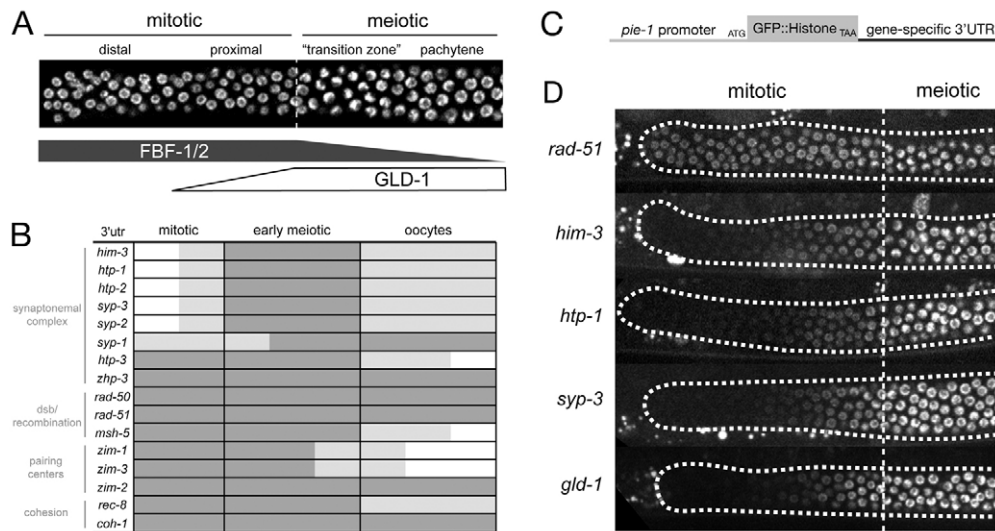 A
mitotic meiotic
distal proximal "transition zone" pachytene
FBF-1/2
GLD-1
B
3'utr mitotic early meiotic oocytes
synaptonemal
complex
him-3
htp-1
htp-2
syp-3
syp-2
syp-1
htp-3
zhp-3
dsb/
recombination
rad-50
rad-51
msh-5
pairing
centers
zim-1
zim-3
zim-2
cohesion
rec-8
coh-1
C
pie-1 promoter ATG GFP::Histone TAA gene-specific 3'UTR
D
mitotic meiotic
rad-51
him-3
htp-1
syp-3
gld-1